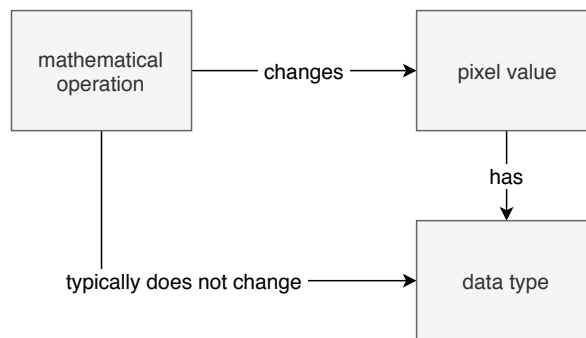 mathematical
operation
changes
pixel value
has
typically does not change
data type